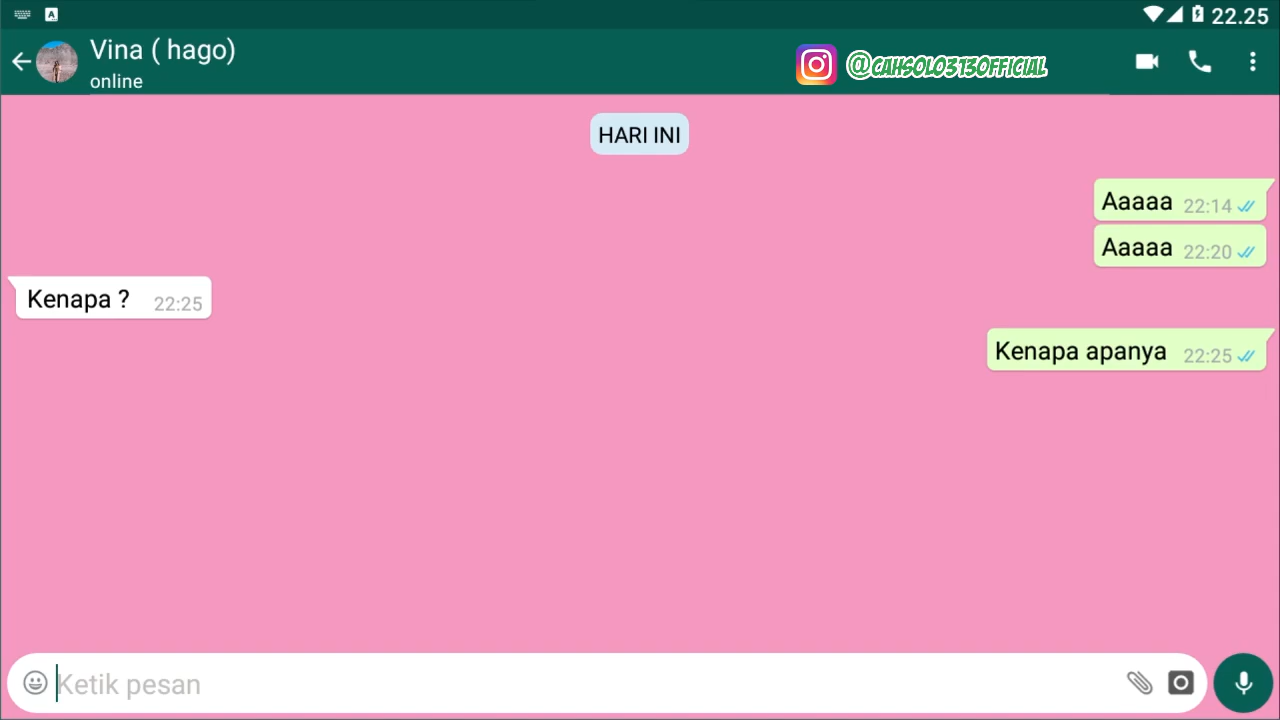 22.25
Vina ( hago)
online
@CAHSOLO313OFFICIAL
HARI INI
Aaaaa 22:14
Aaaaa 22:20
Kenapa ? 22:25
Kenapa apanya 22:25
Ketik pesan